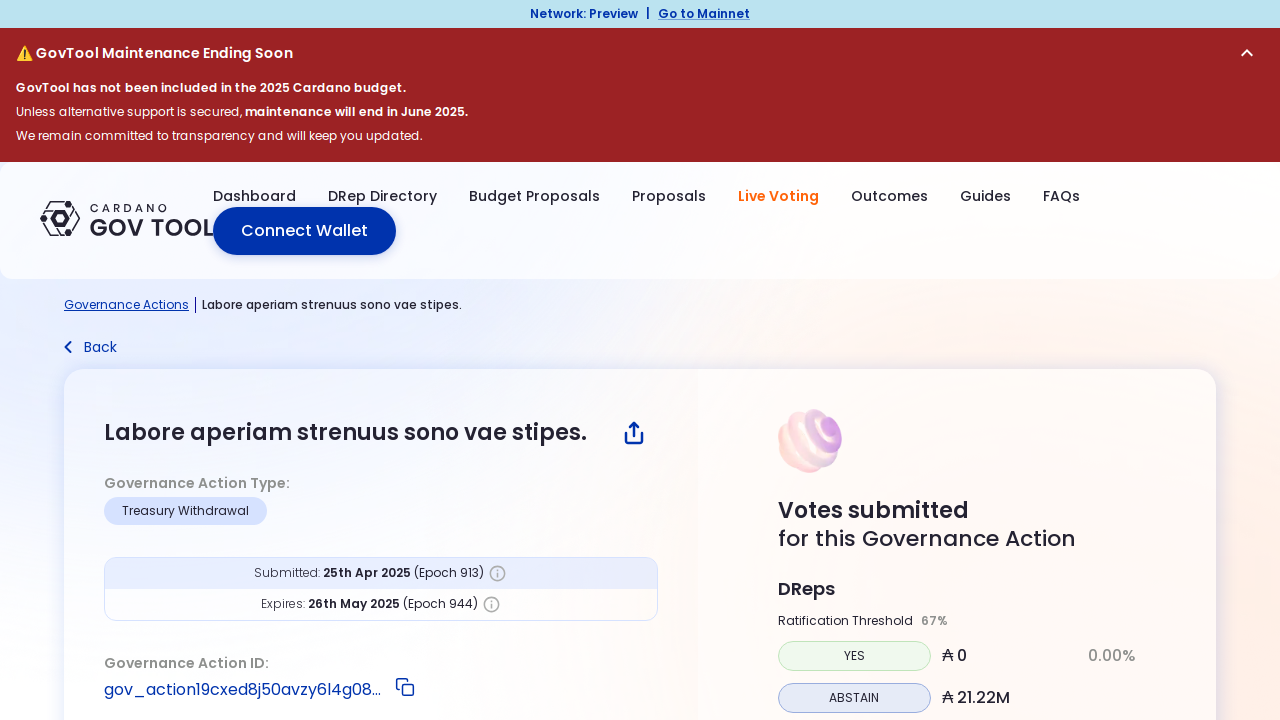 Network: Preview | Go to Mainnet
⚠️ GovTool Maintenance Ending Soon
GovTool has not been included in the 2025 Cardano budget.
Unless alternative support is secured, maintenance will end in June 2025.
We remain committed to transparency and will keep you updated.
CARDANO
GOV TOOL
Dashboard DRep Directory Budget Proposals Proposals Live Voting Outcomes Guides FAQs
Connect Wallet
Governance Actions | Labore aperiam strenuus sono vae stipes.
Back
Labore aperiam strenuus sono vae stipes.
Governance Action Type:
Treasury Withdrawal
Submitted: 25th Apr 2025 (Epoch 913)
Expires: 26th May 2025 (Epoch 944)
Governance Action ID:
gov_action19cxed8j50avzy6l4g08...
Votes submitted
for this Governance Action
DReps
Ratification Threshold 67%
YES ₳ 0 0.00%
ABSTAIN ₳ 21.22M